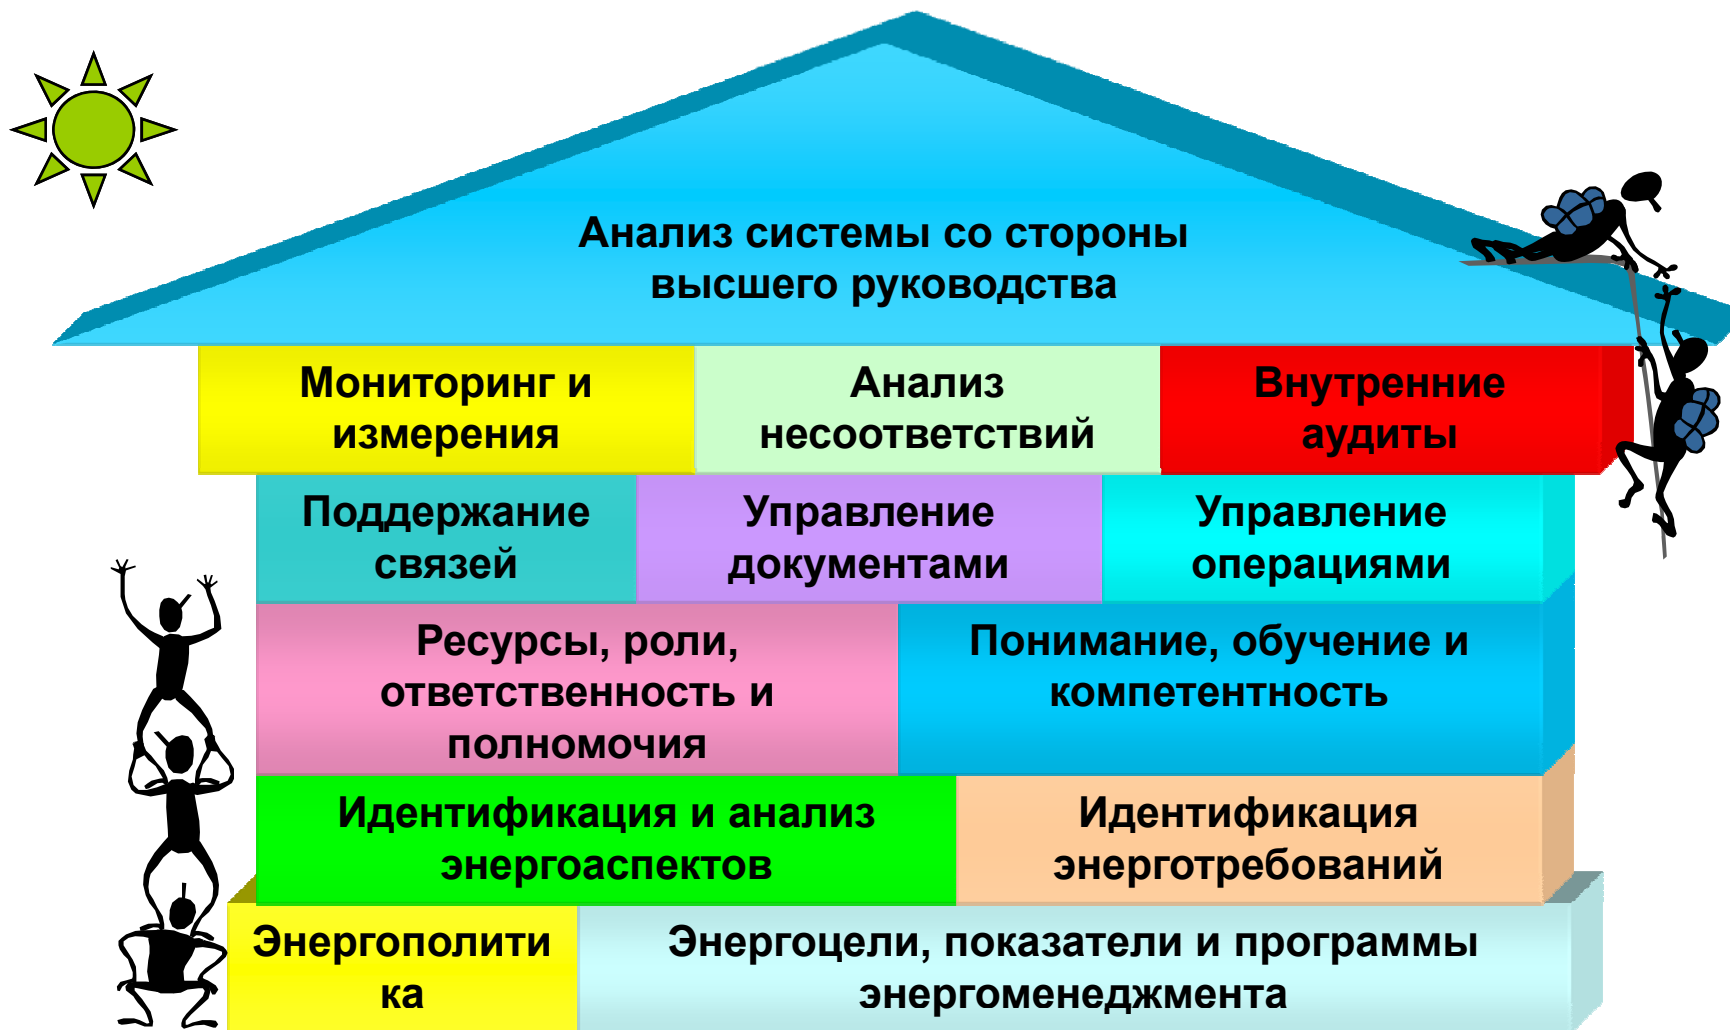 Анализ системы со стороны
высшего руководства
Мониторинг и
измерения
Анализ
несоответствий
Внутренние
аудиты
Поддержание
связей
Управление
документами
Управление
операциями
Ресурсы, роли,
ответственность и
полномочия
Понимание, обучение и
компетентность
Идентификация и анализ
энергоаспектов
Идентификация
энерготребований
Энергополити
ка
Энергоцели, показатели и программы
энергоменеджмента